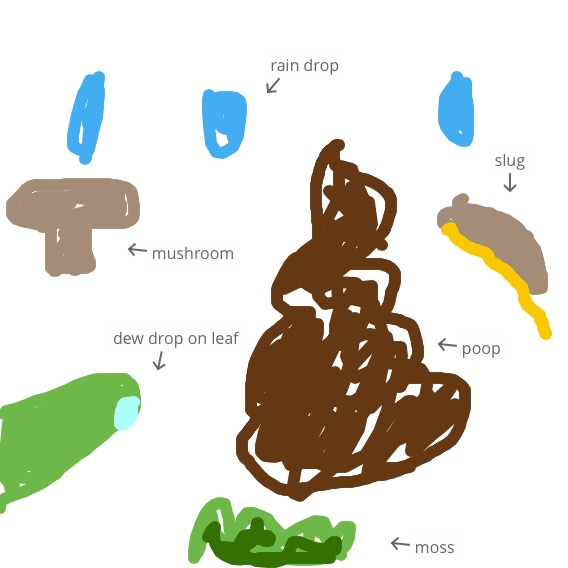 rain drop
slug
mushroom
dew drop on leaf
poop
moss